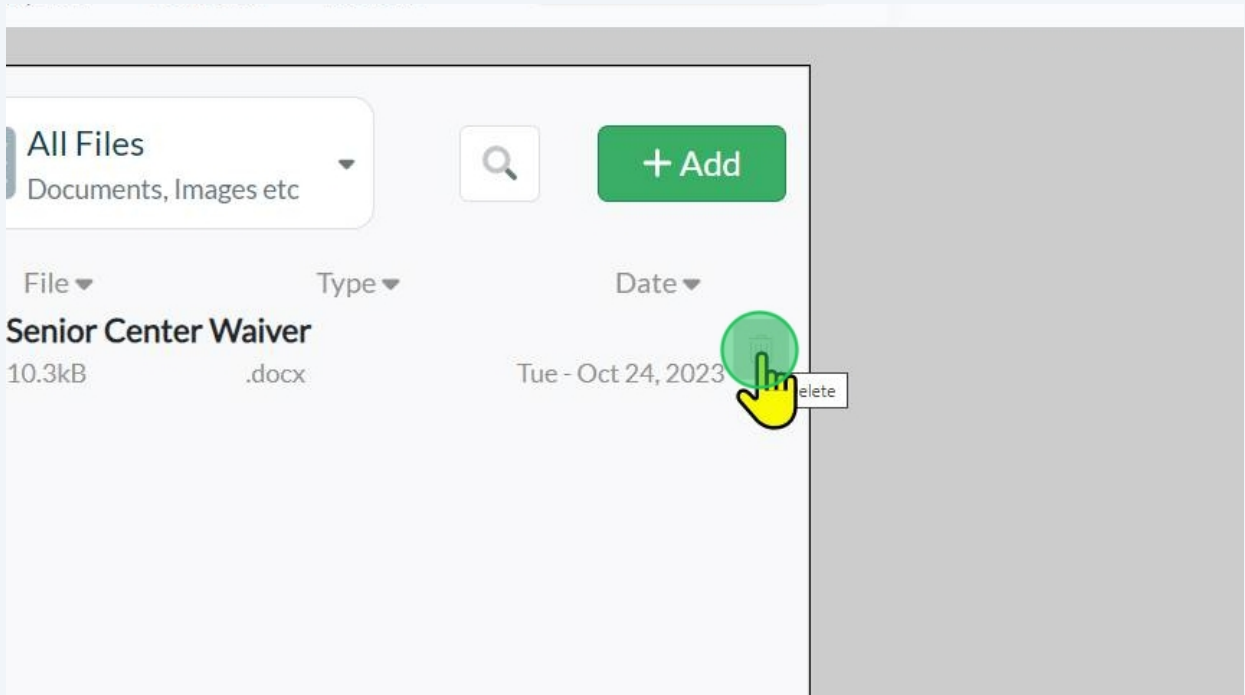 All Files
Documents, Images etc
+ Add
File Type Date
Senior Center Waiver
10.3kB .docx Tue - Oct 24, 2023
elete